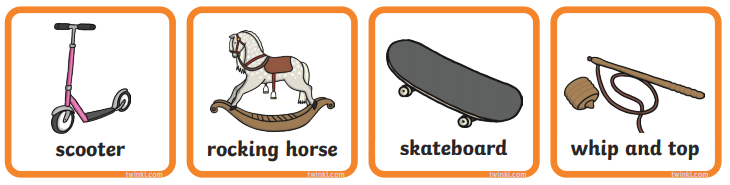 scooter
rocking horse
skateboard
whip and top
twinkl.com
twinkl.com
twinkl.com
twinkl.com